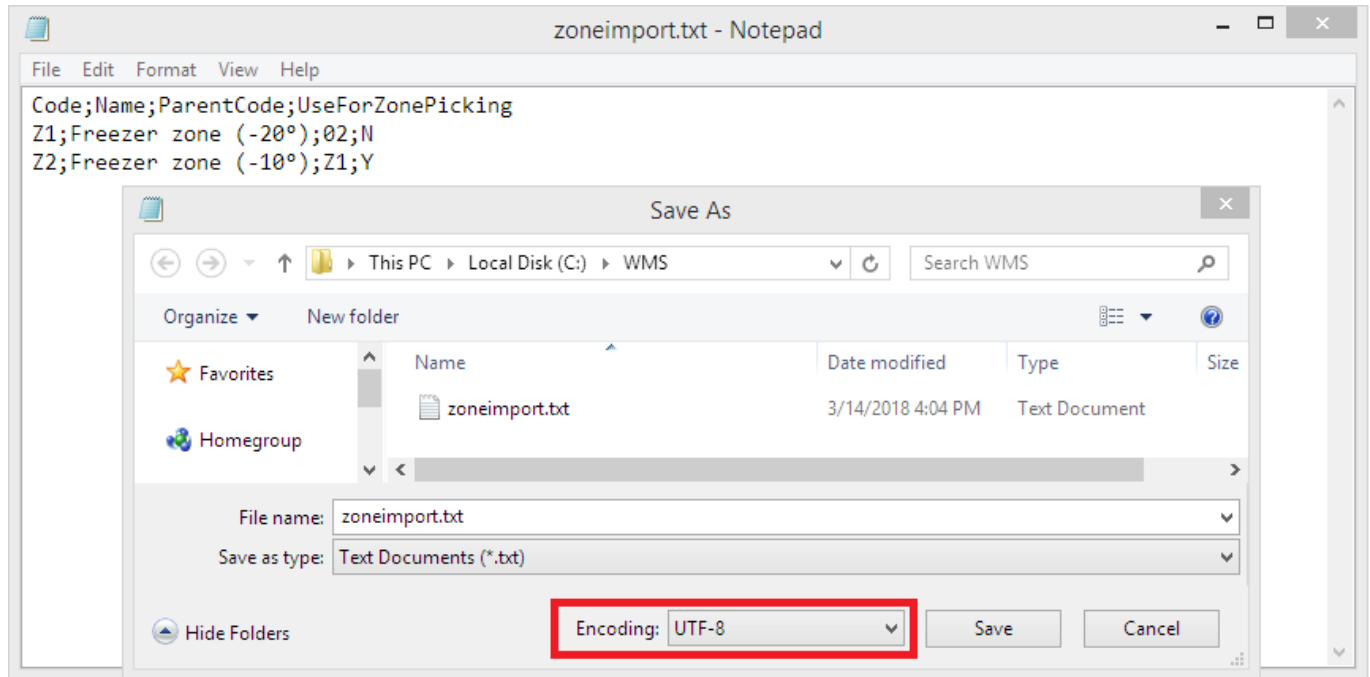 zoneimport.txt - Notepad
File Edit Format View Help
Code;Name;ParentCode;UseForZonePicking
Z1;Freezer zone (-20º);02;N
Z2;Freezer zone (-10º);Z1;Y
Save As
This PC Local Disk (C:) WMS Search WMS
Organize New folder
Favorites Name Date modified Type Size
zoneimport.txt 3/14/2018 4:04 PM Text Document
Homegroup
File name: zoneimport.txt
Save as type: Text Documents (*.txt)
Hide Folders Encoding: UTF-8 Save Cancel